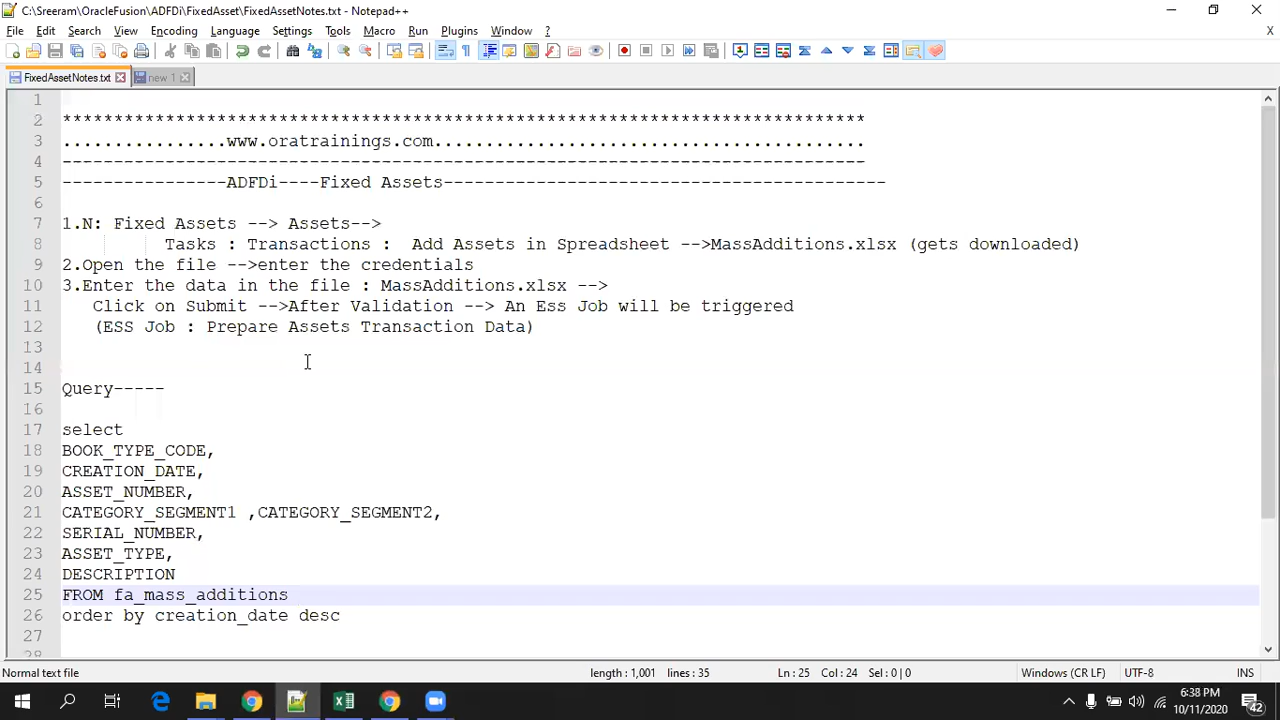 C:\Sreeram\OracleFusion\ADFDi\FixedAsset\FixedAssetNotes.txt - Notepad++
File Edit Search View Encoding Language Settings Tools Macro Run Plugins Window ?
FixedAssetNotes.txt new 1
1
2 ******************************************************************************
3 ................www.oratrainings.com..........................................
4 ------------------------------------------------------------------------------
5 ----------------ADFDi----Fixed Assets-------------------------------------------
6
7 1.N: Fixed Assets --> Assets-->
8 Tasks : Transactions : Add Assets in Spreadsheet -->MassAdditions.xlsx (gets downloaded)
9 2.Open the file -->enter the credentials
10 3.Enter the data in the file : MassAdditions.xlsx -->
11 Click on Submit -->After Validation --> An Ess Job will be triggered
12 (ESS Job : Prepare Assets Transaction Data)
13
14
15 Query-----
16
17 select
18 BOOK_TYPE_CODE,
19 CREATION_DATE,
20 ASSET_NUMBER,
21 CATEGORY_SEGMENT1 ,CATEGORY_SEGMENT2,
22 SERIAL_NUMBER,
23 ASSET_TYPE,
24 DESCRIPTION
25 FROM fa_mass_additions
26 order by creation_date desc
27
28
Normal text file length : 1,001 lines : 35 Ln : 25 Col : 24 Sel : 0 | 0 Windows (CR LF) UTF-8 INS
6:38 PM
10/11/2020
42